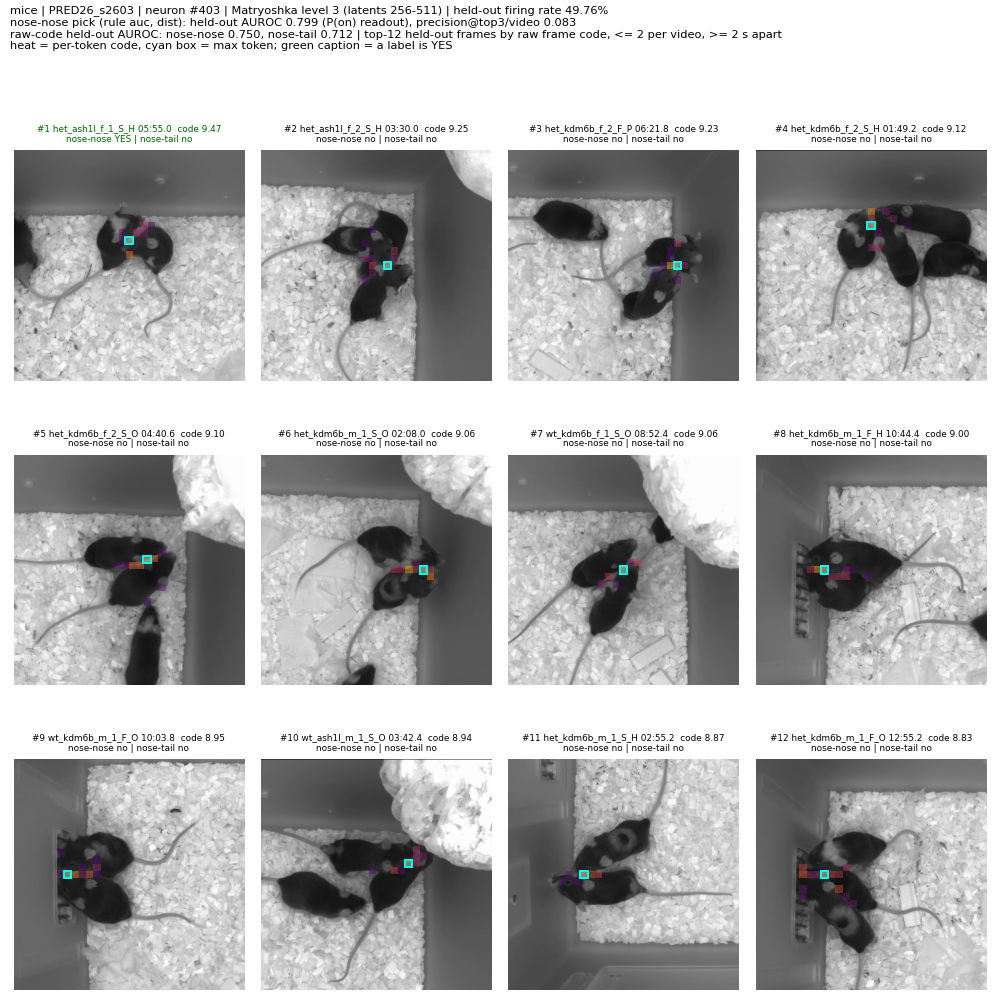 mice | PRED26_s2603 | neuron #403 | Matryoshka level 3 (latents 256-511) | held-out firing rate 49.76%
nose-nose pick (rule auc, dist): held-out AUROC 0.799 (P(on) readout), precision@top3/video 0.083
raw-code held-out AUROC: nose-nose 0.750, nose-tail 0.712 | top-12 held-out frames by raw frame code, <= 2 per video, >= 2 s apart
heat = per-token code, cyan box = max token; green caption = a label is YES
#1 het_ash1l_f_1_S_H 05:55.0 code 9.47
nose-nose YES | nose-tail no
#2 het_ash1l_f_2_S_H 03:30.0 code 9.25
nose-nose no | nose-tail no
#3 het_kdm6b_f_2_F_P 06:21.8 code 9.23
nose-nose no | nose-tail no
#4 het_kdm6b_f_2_S_H 01:49.2 code 9.12
nose-nose no | nose-tail no
#5 het_kdm6b_f_2_S_O 04:40.6 code 9.10
nose-nose no | nose-tail no
#6 het_kdm6b_m_1_S_O 02:08.0 code 9.06
nose-nose no | nose-tail no
#7 wt_kdm6b_f_1_S_O 08:52.4 code 9.06
nose-nose no | nose-tail no
#8 het_kdm6b_m_1_F_H 10:44.4 code 9.00
nose-nose no | nose-tail no
#9 wt_kdm6b_m_1_F_O 10:03.8 code 8.95
nose-nose no | nose-tail no
#10 wt_ash1l_m_1_S_O 03:42.4 code 8.94
nose-nose no | nose-tail no
#11 het_kdm6b_m_1_S_H 02:55.2 code 8.87
nose-nose no | nose-tail no
#12 het_kdm6b_m_1_F_O 12:55.2 code 8.83
nose-nose no | nose-tail no